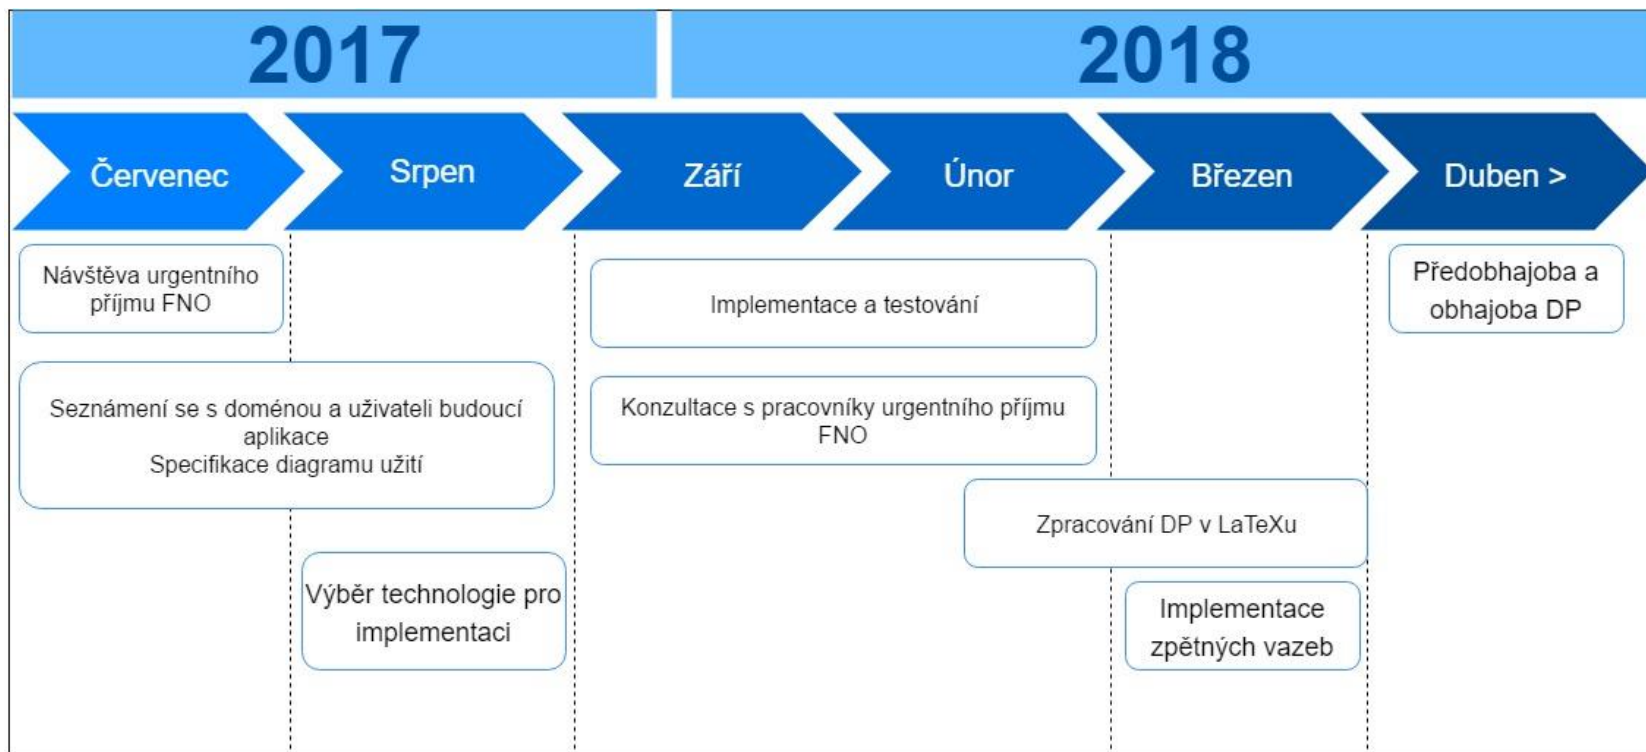 2017
2018
Červenec
Srpen
Září
Únor
Březen
Duben >
Návštěva urgentního
příjmu FNO
Implementace a testování
Předobhajoba a
obhajoba DP
Seznámení se s doménou a uživateli budoucí
aplikace
Specifikace diagramu užití
Konzultace s pracovníky urgentního příjmu
FNO
Zpracování DP v LaTeXu
Výběr technologie pro
implementaci
Implementace
zpětných vazeb